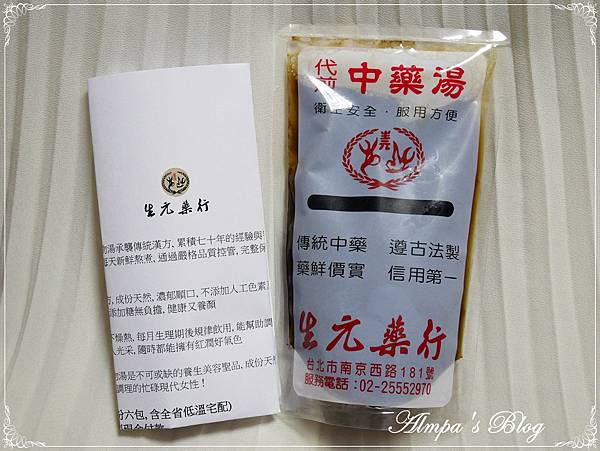 生元藥行
湯承襲傳統漢方, 累積七十年的經驗與
天新鮮熬煮, 通過嚴格品質控管, 完整保
成份天然, 濃郁順口, 不添加人工色素
添加糖無負擔, 健康又養顏
燥熱, 每月生理期後規律飲用, 能幫助調
人光采, 隨時都能擁有紅潤好氣色
湯是不可或缺的養生美容聖品, 成份天然
調理的忙碌現代女性！
份六包, 含全省低溫宅配)
代煎 中藥湯
衛生安全．服用方便
傳統中藥 遵古法製
藥鮮價實 信用第一
生元藥行
台北市南京西路181號
服務電話：02-25552970
Almpa's Blog